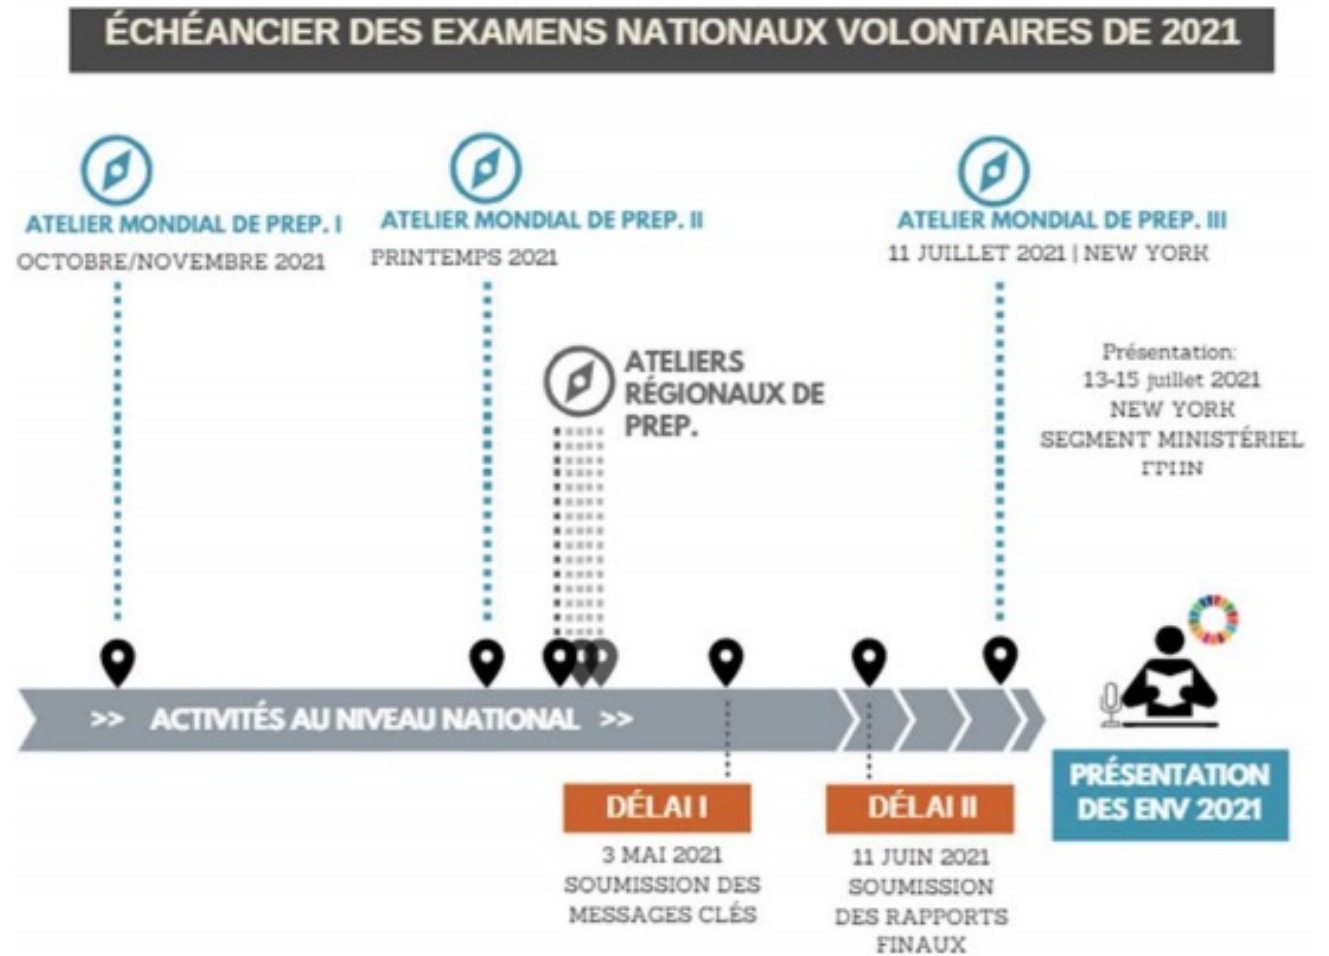 ÉCHÉANCIER DES EXAMENS NATIONAUX VOLONTAIRES DE 2021
ATELIER MONDIAL DE PREP. I
OCTOBRE/NOVEMBRE 2021
ATELIER MONDIAL DE PREP. II
PRINTEMPS 2021
ATELIER MONDIAL DE PREP. III
11 JUILLET 2021 | NEW YORK
ATELIERS
RÉGIONAUX DE
PREP.
Présentation:
13-15 juillet 2021
NEW YORK
SEGMENT MINISTÉRIEL
>> ACTIVITÉS AU NIVEAU NATIONAL >>
DÉLAI I
3 MAI 2021
SOUMISSION DES
MESSAGES CLÉS
DÉLAI II
11 JUIN 2021
SOUMISSION
DES RAPPORTS
FINAUX
PRÉSENTATION
DES ENV 2021